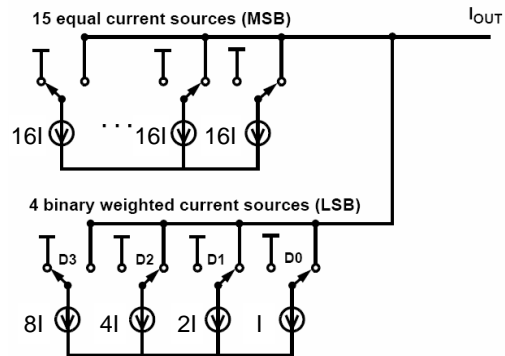 15 equal current sources (MSB)
IOUT
16I ... 16I 16I
4 binary weighted current sources (LSB)
D3 D2 D1 D0
8I 4I 2I I